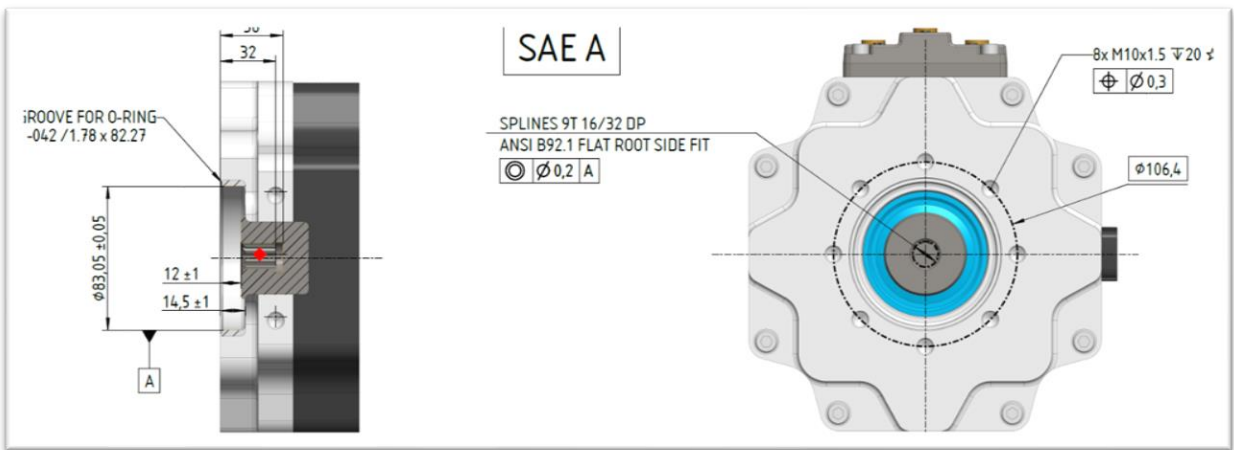 32
SAE A
8x M10x1.5 ↧20
⌖ Ø0,3
GROOVE FOR O-RING
-042 /1.78 x 82.27
SPLINES 9T 16/32 DP
ANSI B92.1 FLAT ROOT SIDE FIT
◎ Ø0,2 A
Ø106,4
Ø83,05 ±0,05
12 ±1
14,5 ±1
A